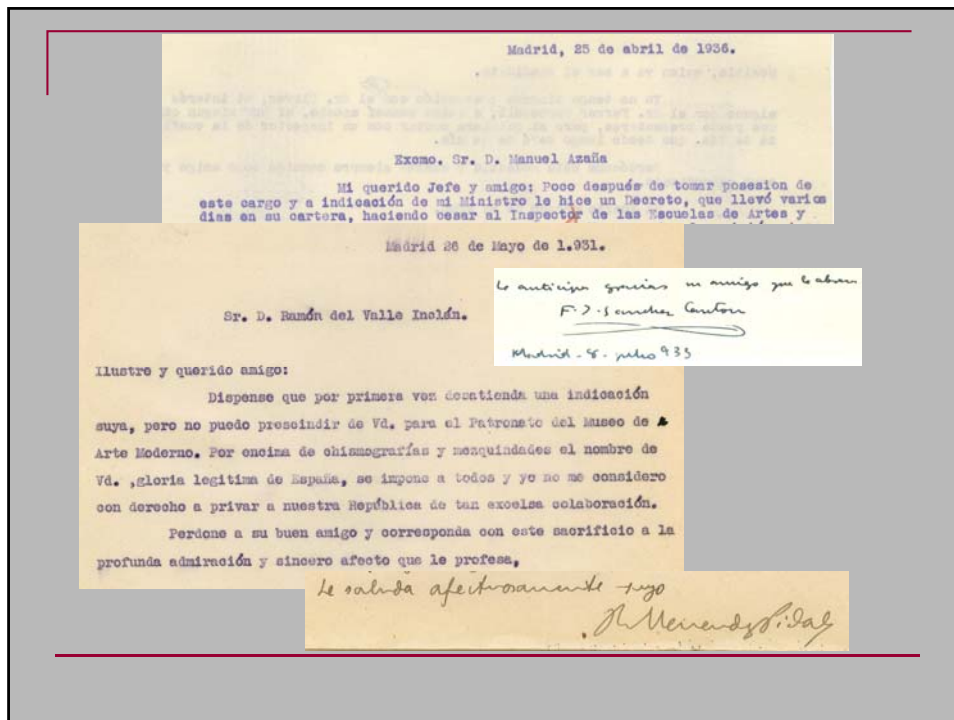 Madrid, 25 de abril de 1936.
Exomo. Sr. D. Manuel Azaña
Mi querido Jefe y amigo: Poco después de tomar posesion de
este cargo y a indicación de mi Ministro le hice un Decreto, que llevó varios
dias en su cartera, haciendo cesar al Inspector de las Escuelas de Artes y
Madrid 26 de Mayo de 1.931.
Sr. D. Ramón del Valle Inclán.
Ilustre y querido amigo:
Dispense que por primera vez desatienda una indicación
suya, pero no puedo prescindir de Vd. para el Patronato del Museo de
Arte Moderno. Por encima de chismografías y mezquindades el nombre de
Vd. ,gloria legitima de España, se impone a todos y yo no me considero
con derecho a privar a nuestra República de tan excelsa colaboración.
Perdone a su buen amigo y corresponda con este sacrificio a la
profunda admiración y sincero afecto que le profesa,
le anticipa gracias su amigo que le abraza
F. J. Sanchez Canton
Madrid - 8 - julio 935
Le saluda afectuosamente suyo
R. Menendez Pidal